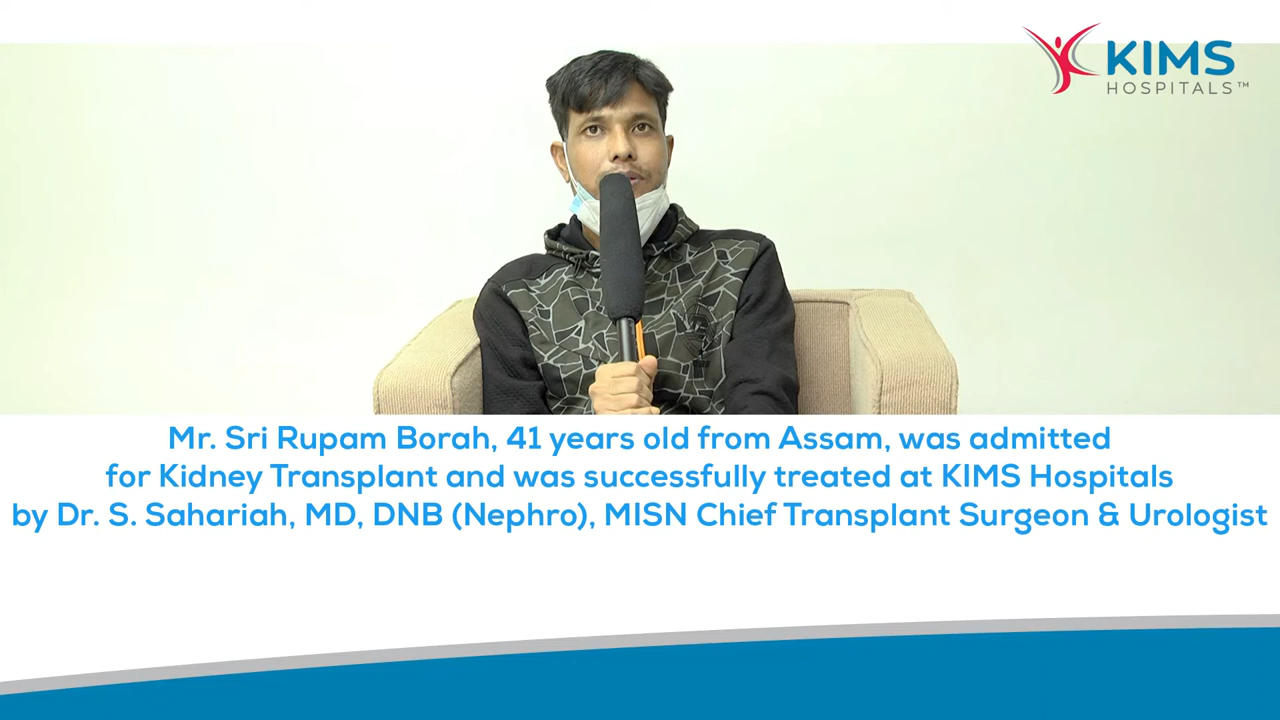 KIMS
HOSPITALS™
Mr. Sri Rupam Borah, 41 years old from Assam, was admitted
for Kidney Transplant and was successfully treated at KIMS Hospitals
by Dr. S. Sahariah, MD, DNB (Nephro), MISN Chief Transplant Surgeon & Urologist